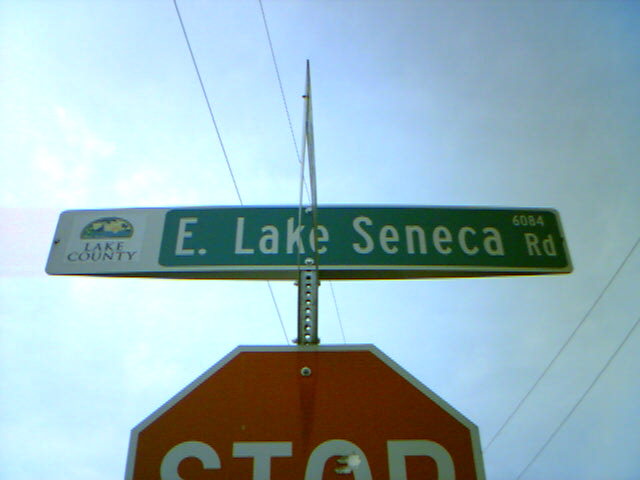 LAKE
COUNTY
E. Lake Seneca Rd
6084
STOP